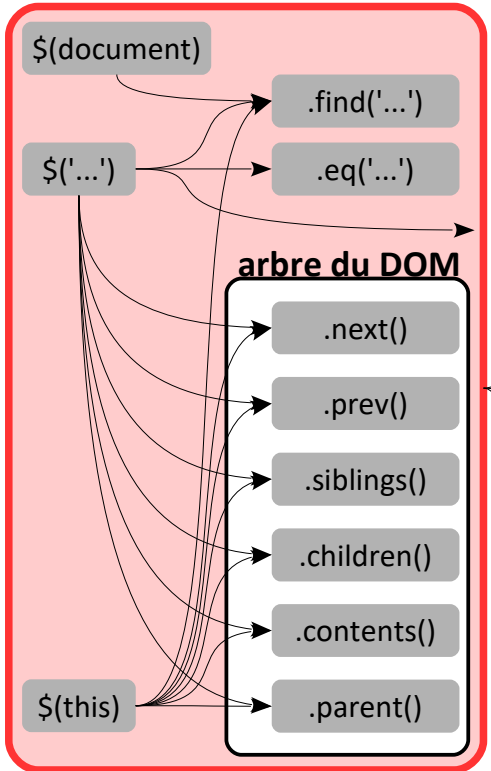 $(document)
.find('...')
$('...')
.eq('...')
arbre du DOM
.next()
.prev()
.siblings()
.children()
.contents()
$(this)
.parent()